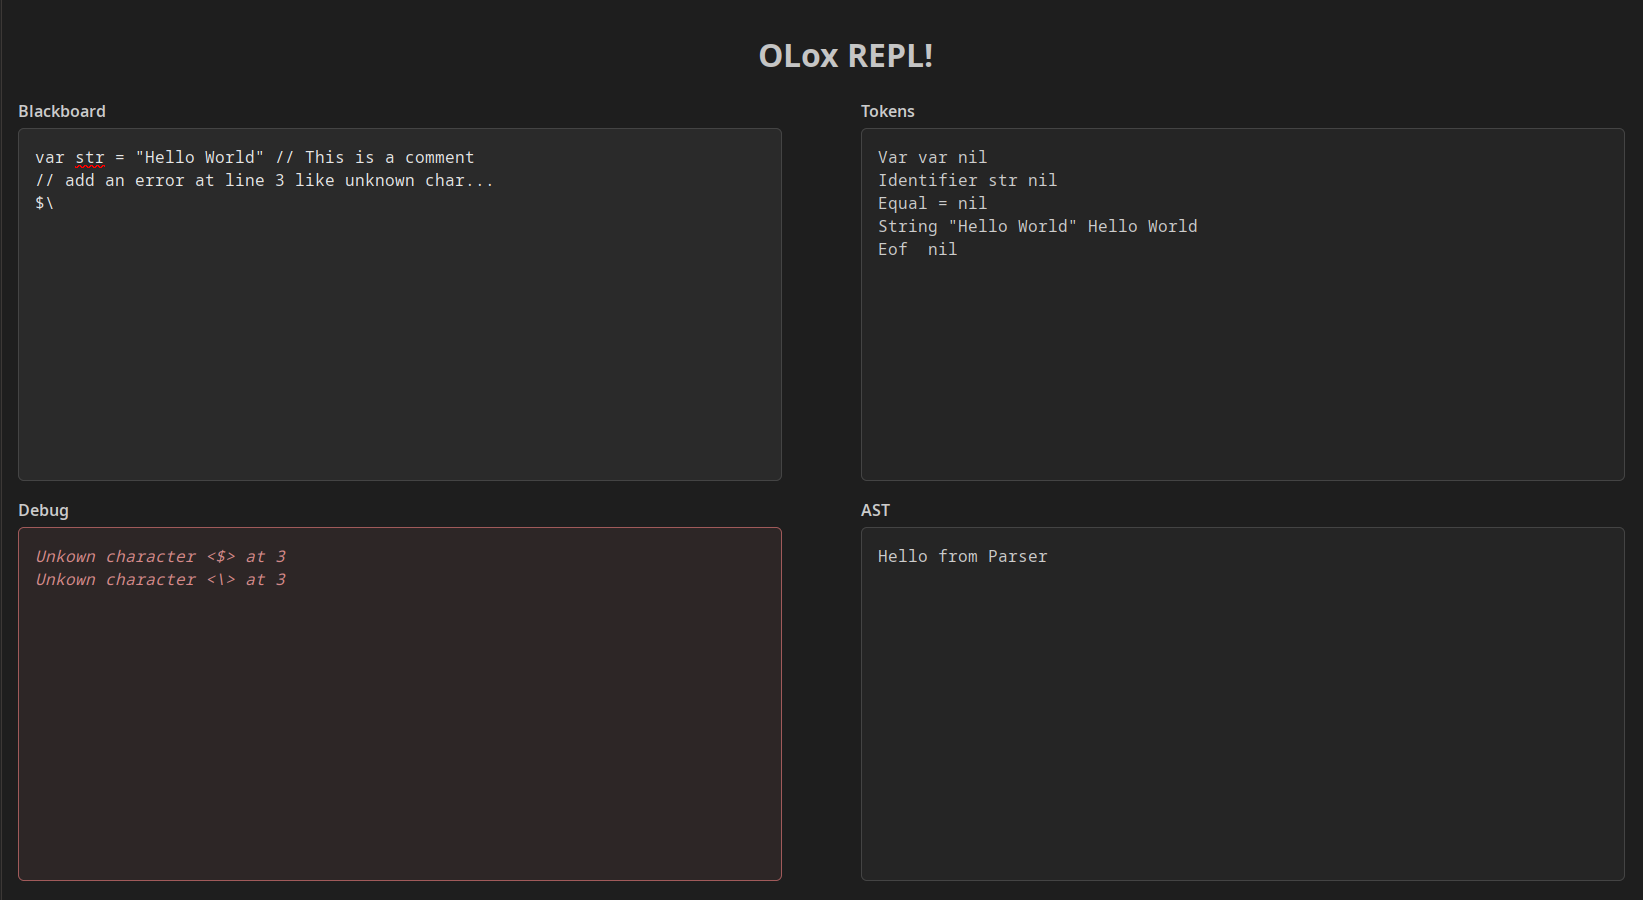 OLox REPL!
Blackboard
var str = "Hello World" // This is a comment
// add an error at line 3 like unknown char...
$\
Tokens
Var var nil
Identifier str nil
Equal = nil
String "Hello World" Hello World
Eof  nil
Debug
Unkown character <$> at 3
Unkown character <\> at 3
AST
Hello from Parser